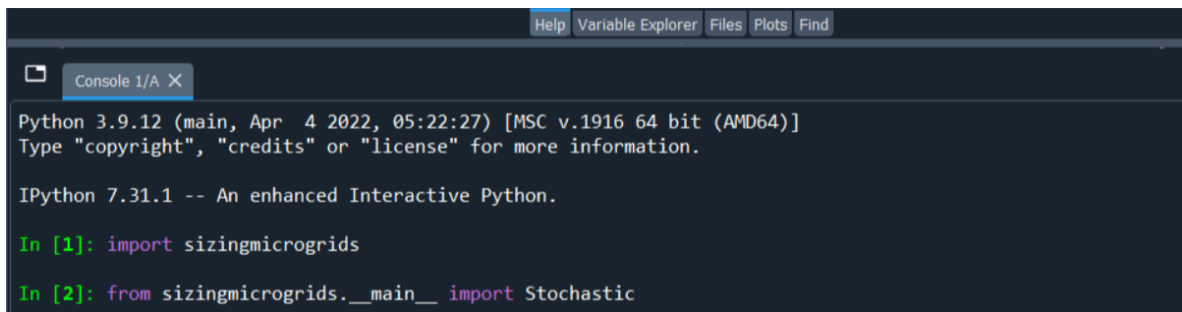 Help Variable Explorer Files Plots Find
Console 1/A
Python 3.9.12 (main, Apr  4 2022, 05:22:27) [MSC v.1916 64 bit (AMD64)]
Type "copyright", "credits" or "license" for more information.
IPython 7.31.1 -- An enhanced Interactive Python.
In [1]: import sizingmicrogrids
In [2]: from sizingmicrogrids.__main__ import Stochastic